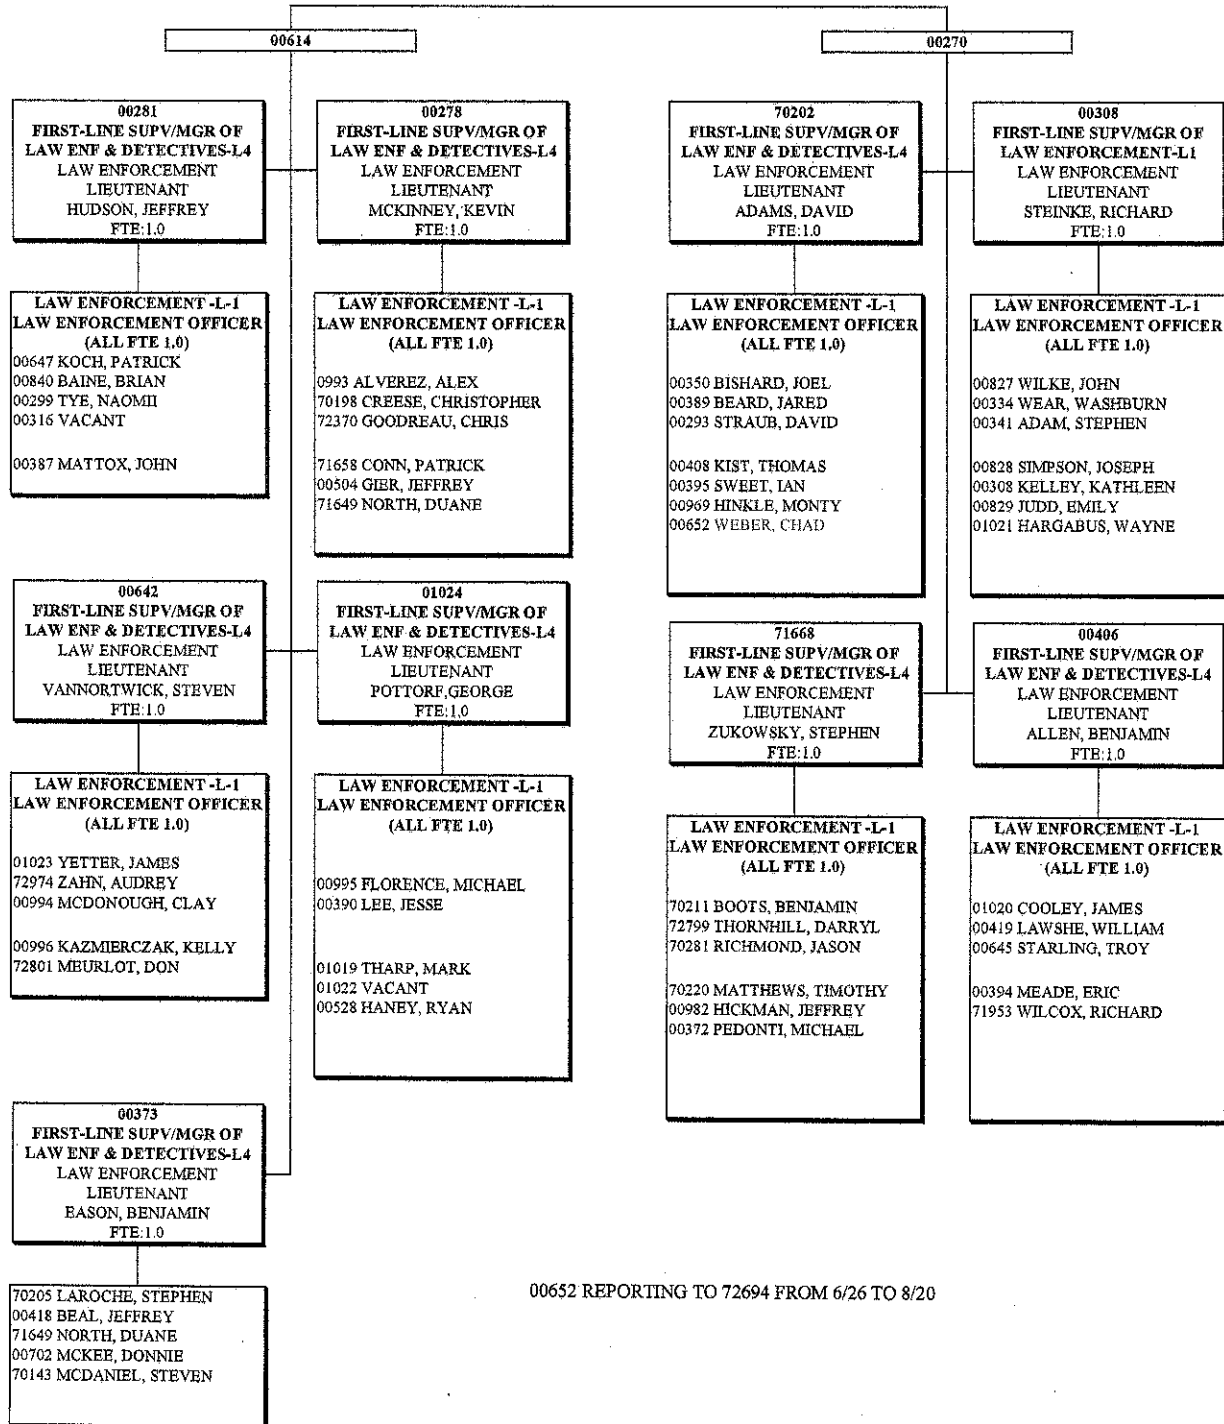 00614
00281
FIRST-LINE SUPV/MGR OF
LAW ENF & DETECTIVES-L4
LAW ENFORCEMENT
LIEUTENANT
HUDSON, JEFFREY
FTE:1.0
00278
FIRST-LINE SUPV/MGR OF
LAW ENF & DETECTIVES-L4
LAW ENFORCEMENT
LIEUTENANT
MCKINNEY, KEVIN
FTE:1.0
LAW ENFORCEMENT -L-1
LAW ENFORCEMENT OFFICER
(ALL FTE 1.0)
00647 KOCH, PATRICK
00840 BAINE, BRIAN
00299 TYE, NAOMII
00316 VACANT
00387 MATTOX, JOHN
LAW ENFORCEMENT -L-1
LAW ENFORCEMENT OFFICER
(ALL FTE 1.0)
0993 ALVEREZ, ALEX
70198 CREESE, CHRISTOPHER
72370 GOODREAU, CHRIS
71658 CONN, PATRICK
00504 GIER, JEFFREY
71649 NORTH, DUANE
00642
FIRST-LINE SUPV/MGR OF
LAW ENF & DETECTIVES-L4
LAW ENFORCEMENT
LIEUTENANT
VANNORTWICK, STEVEN
FTE:1.0
01024
FIRST-LINE SUPV/MGR OF
LAW ENF & DETECTIVES-L4
LAW ENFORCEMENT
LIEUTENANT
POTTORF,GEORGE
FTE:1.0
LAW ENFORCEMENT -L-1
LAW ENFORCEMENT OFFICER
(ALL FTE 1.0)
01023 YETTER, JAMES
72974 ZAHN, AUDREY
00994 MCDONOUGH, CLAY
00996 KAZMIERCZAK, KELLY
72801 MEURLOT, DON
LAW ENFORCEMENT -L-1
LAW ENFORCEMENT OFFICER
(ALL FTE 1.0)
00995 FLORENCE, MICHAEL
00390 LEE, JESSE
01019 THARP, MARK
01022 VACANT
00528 HANEY, RYAN
00373
FIRST-LINE SUPV/MGR OF
LAW ENF & DETECTIVES-L4
LAW ENFORCEMENT
LIEUTENANT
EASON, BENJAMIN
FTE:1.0
70205 LAROCHE, STEPHEN
00418 BEAL, JEFFREY
71649 NORTH, DUANE
00702 MCKEE, DONNIE
70143 MCDANIEL, STEVEN
00270
70202
FIRST-LINE SUPV/MGR OF
LAW ENF & DETECTIVES-L4
LAW ENFORCEMENT
LIEUTENANT
ADAMS, DAVID
FTE:1.0
00308
FIRST-LINE SUPV/MGR OF
LAW ENFORCEMENT-L1
LAW ENFORCEMENT
LIEUTENANT
STEINKE, RICHARD
FTE:1.0
LAW ENFORCEMENT -L-1
LAW ENFORCEMENT OFFICER
(ALL FTE 1.0)
00350 BISHARD, JOEL
00389 BEARD, JARED
00293 STRAUB, DAVID
00408 KIST, THOMAS
00395 SWEET, IAN
00969 HINKLE, MONTY
00652 WEBER, CHAD
LAW ENFORCEMENT -L-1
LAW ENFORCEMENT OFFICER
(ALL FTE 1.0)
00827 WILKE, JOHN
00334 WEAR, WASHBURN
00341 ADAM, STEPHEN
00828 SIMPSON, JOSEPH
00308 KELLEY, KATHLEEN
00829 JUDD, EMILY
01021 HARGABUS, WAYNE
71668
FIRST-LINE SUPV/MGR OF
LAW ENF & DETECTIVES-L4
LAW ENFORCEMENT
LIEUTENANT
ZUKOWSKY, STEPHEN
FTE:1.0
00406
FIRST-LINE SUPV/MGR OF
LAW ENF & DETECTIVES-L4
LAW ENFORCEMENT
LIEUTENANT
ALLEN, BENJAMIN
FTE:1.0
LAW ENFORCEMENT -L-1
LAW ENFORCEMENT OFFICER
(ALL FTE 1.0)
70211 BOOTS, BENJAMIN
72799 THORNHILL, DARRYL
70281 RICHMOND, JASON
70220 MATTHEWS, TIMOTHY
00982 HICKMAN, JEFFREY
00372 PEDONTI, MICHAEL
LAW ENFORCEMENT -L-1
LAW ENFORCEMENT OFFICER
(ALL FTE 1.0)
01020 COOLEY, JAMES
00419 LAWSHE, WILLIAM
00645 STARLING, TROY
00394 MEADE, ERIC
71953 WILCOX, RICHARD
00652 REPORTING TO 72694 FROM 6/26 TO 8/20